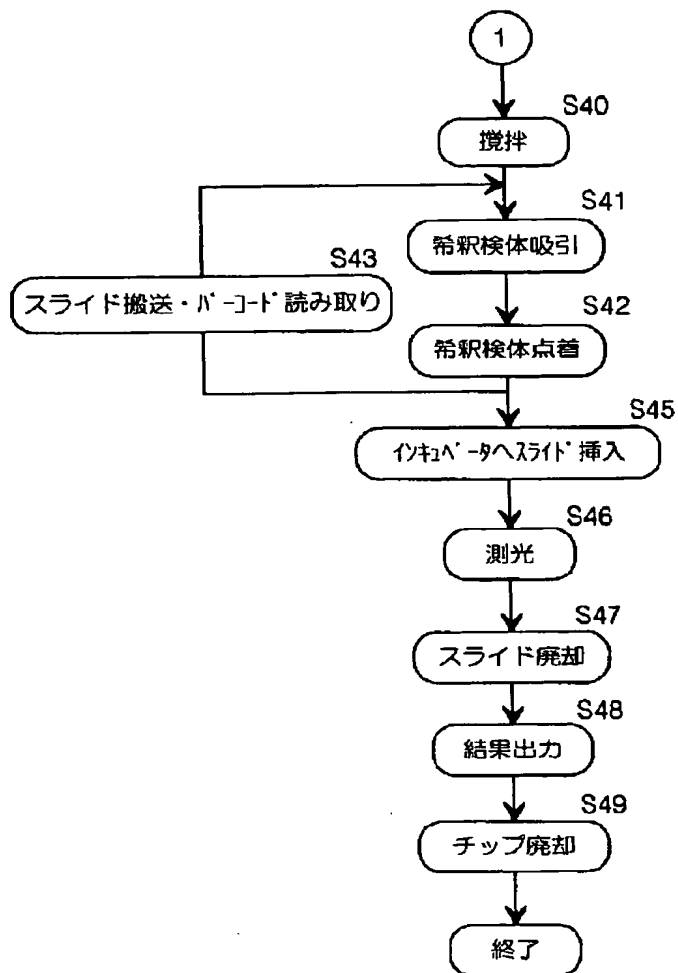 1
S40
撹拌
S41
希釈検体吸引
S43
スライド搬送・バーコード読み取り
S42
希釈検体点着
S45
インキュベータへスライド挿入
S46
測光
S47
スライド廃却
S48
結果出力
S49
チップ廃却
終了